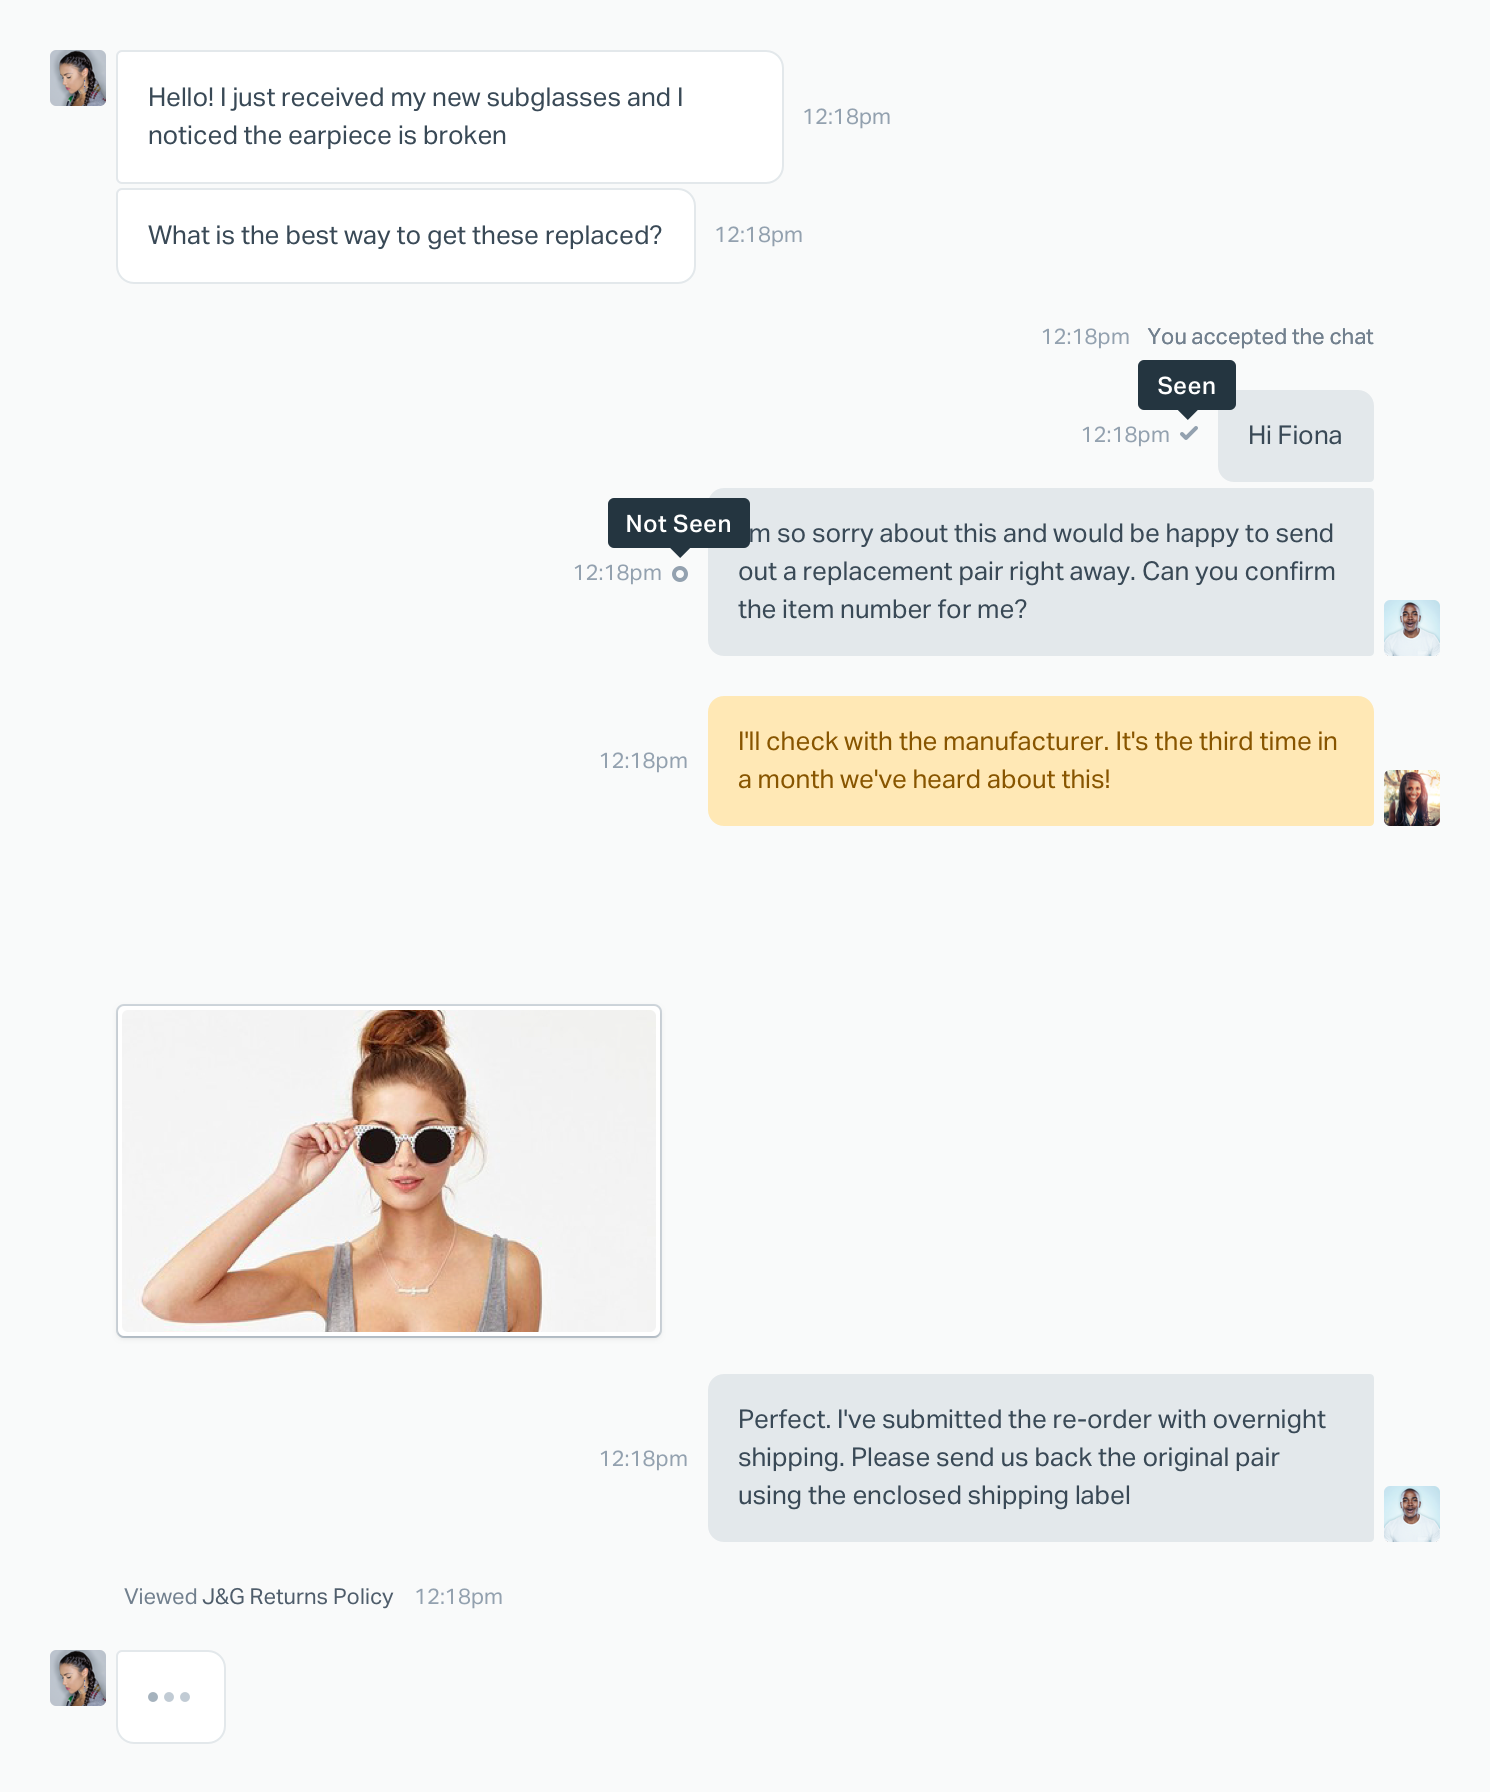 Hello! I just received my new subglasses and I
noticed the earpiece is broken
12:18pm
What is the best way to get these replaced?
12:18pm
12:18pm You accepted the chat
Seen
12:18pm
Hi Fiona
Not Seen
12:18pm
m so sorry about this and would be happy to send
out a replacement pair right away. Can you confirm
the item number for me?
12:18pm
I'll check with the manufacturer. It's the third time in
a month we've heard about this!
12:18pm
Perfect. I've submitted the re-order with overnight
shipping. Please send us back the original pair
using the enclosed shipping label
Viewed J&G Returns Policy 12:18pm